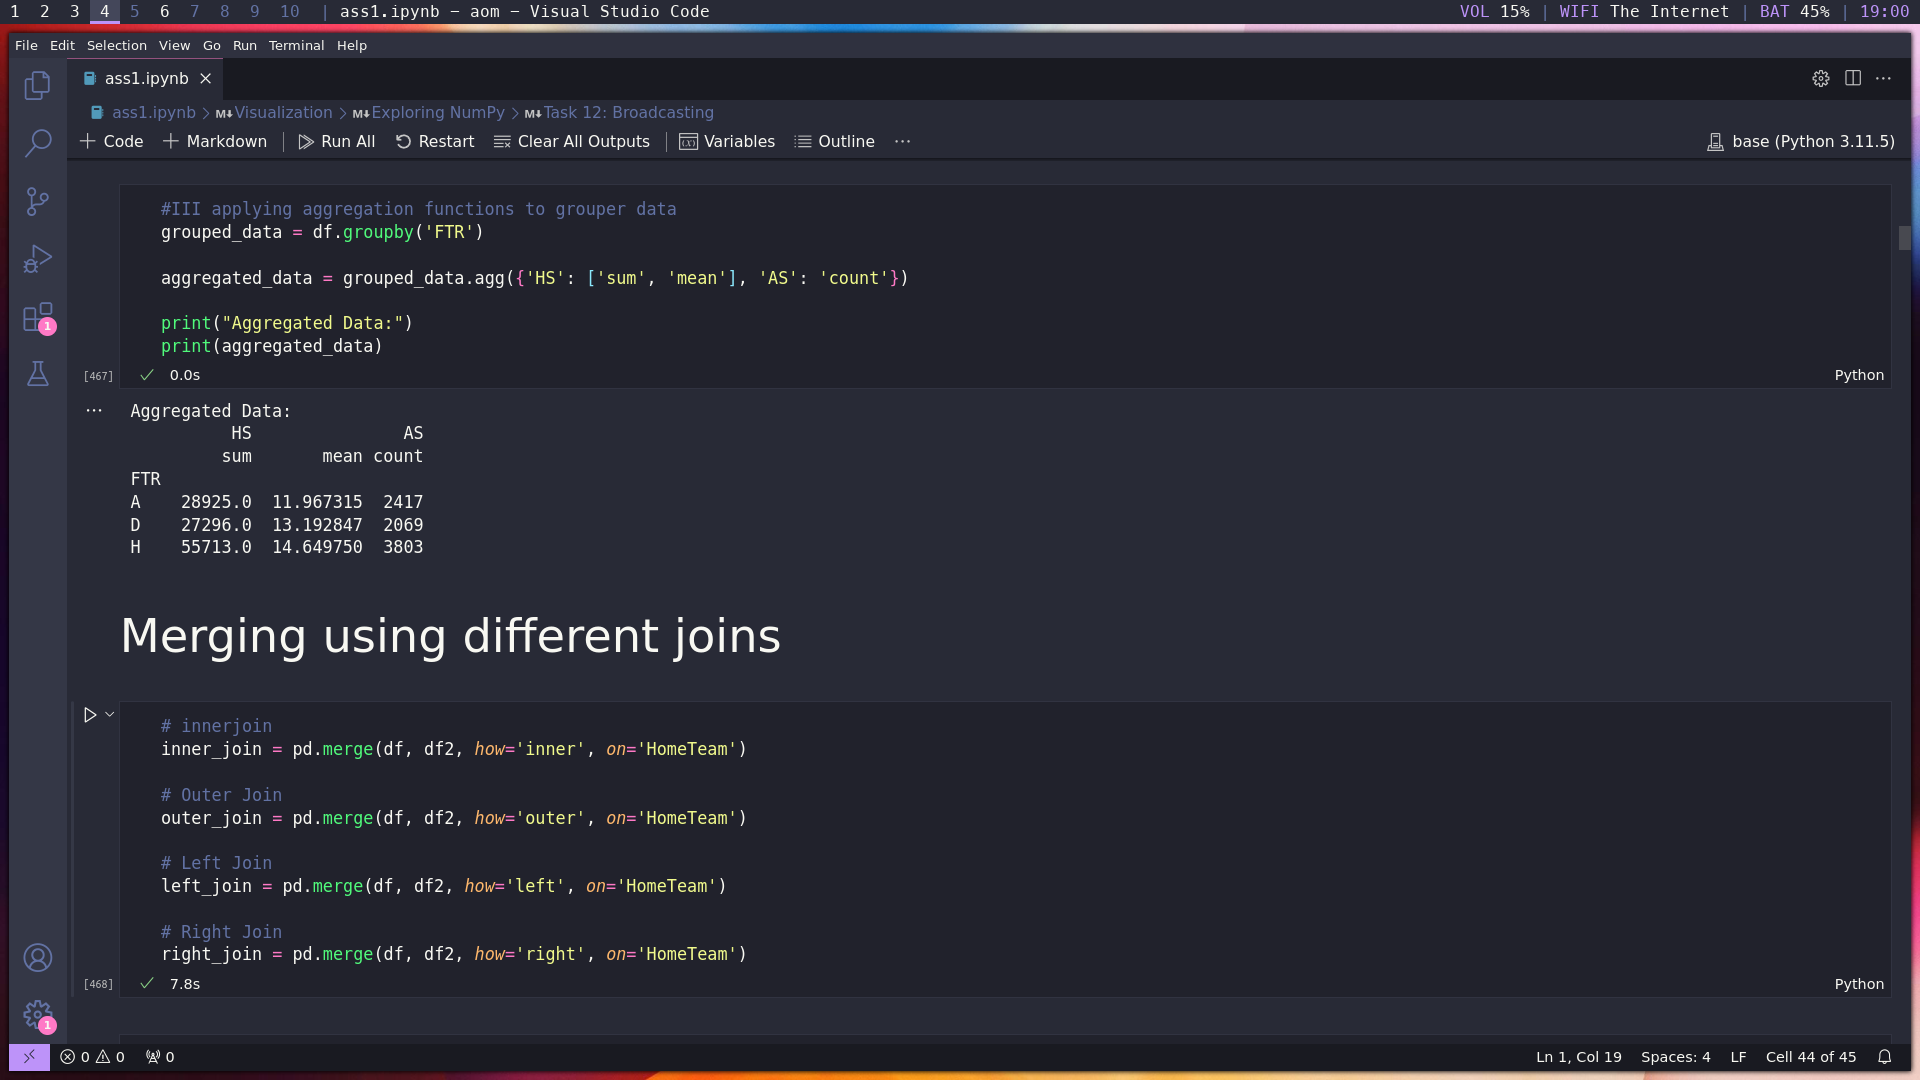 1 2 3 4 5 6 7 8 9 10 | ass1.ipynb − aom − Visual Studio Code
VOL 15% | WIFI The Internet | BAT 45% | 19:00
File Edit Selection View Go Run Terminal Help
ass1.ipynb
ass1.ipynb > M↓Visualization > M↓Exploring NumPy > M↓Task 12: Broadcasting
+ Code + Markdown | Run All Restart Clear All Outputs | Variables Outline ··· base (Python 3.11.5)
#III applying aggregation functions to grouper data
grouped_data = df.groupby('FTR')
aggregated_data = grouped_data.agg({'HS': ['sum', 'mean'], 'AS': 'count'})
print("Aggregated Data:")
print(aggregated_data)
[467] ✓ 0.0s Python
··· Aggregated Data:
HS AS
sum mean count
FTR
A 28925.0 11.967315 2417
D 27296.0 13.192847 2069
H 55713.0 14.649750 3803
Merging using different joins
# innerjoin
inner_join = pd.merge(df, df2, how='inner', on='HomeTeam')
# Outer Join
outer_join = pd.merge(df, df2, how='outer', on='HomeTeam')
# Left Join
left_join = pd.merge(df, df2, how='left', on='HomeTeam')
# Right Join
right_join = pd.merge(df, df2, how='right', on='HomeTeam')
[468] ✓ 7.8s Python
1
1
0 0 0 Ln 1, Col 19 Spaces: 4 LF Cell 44 of 45